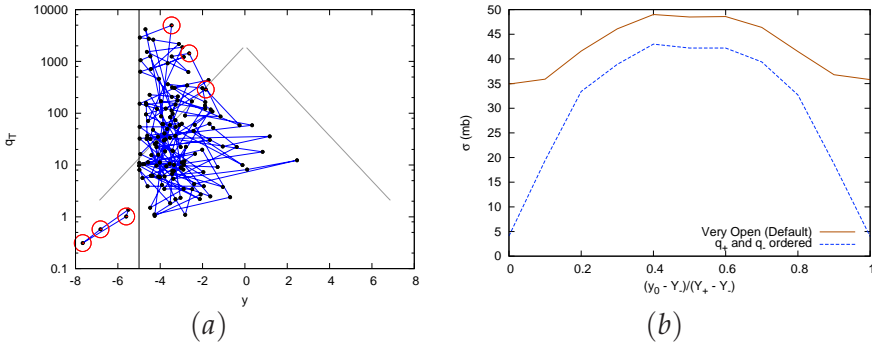 10000
1000
100
10
1
0.1
q_T
-8 -6 -4 -2 0 2 4 6 8
y
(a)
50
45
40
35
30
25
20
15
10
5
0
σ (mb)
Very Open (Default)
q_+ and q_- ordered
0 0.2 0.4 0.6 0.8 1
(y_0 - Y_-)/(Y_+ - Y_-)
(b)